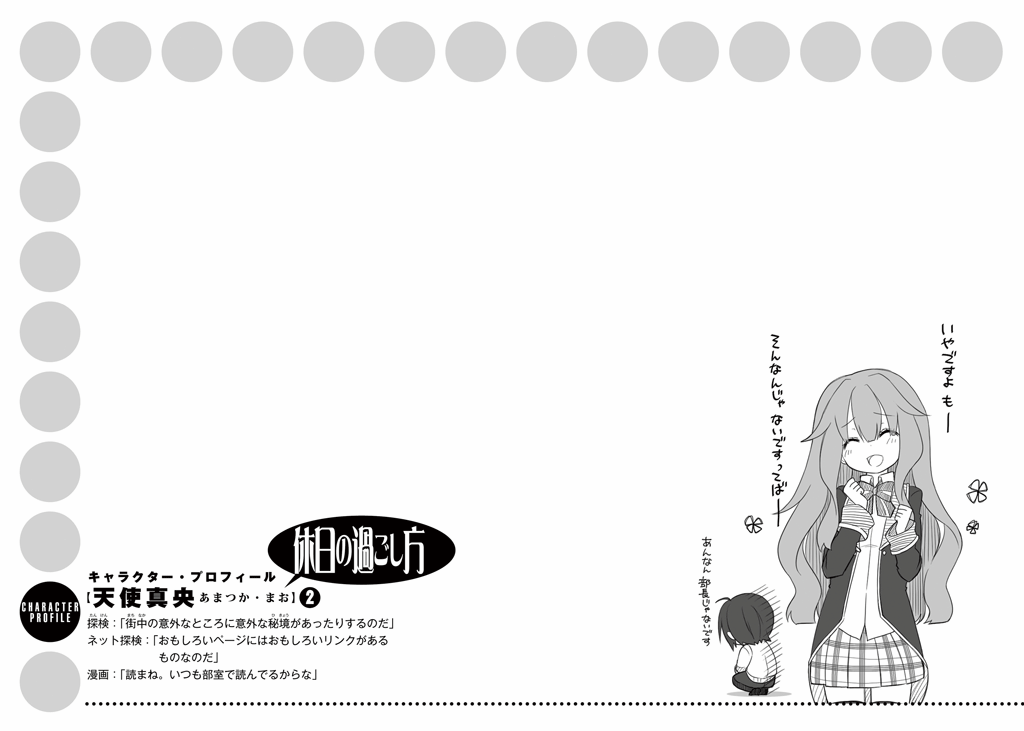 いやですよ もー
そんなんじゃ ないですってばー
あんなん 部長じゃないです
休日の過ごし方
キャラクター・プロフィール
【天使真央 あまつか・まお】❷
CHARACTER
PROFILE
探検：「街中の意外なところに意外な秘境があったりするのだ」
ネット探検：「おもしろいページにはおもしろいリンクがある
ものなのだ」
漫画：「読まね。いつも部室で読んでるからな」